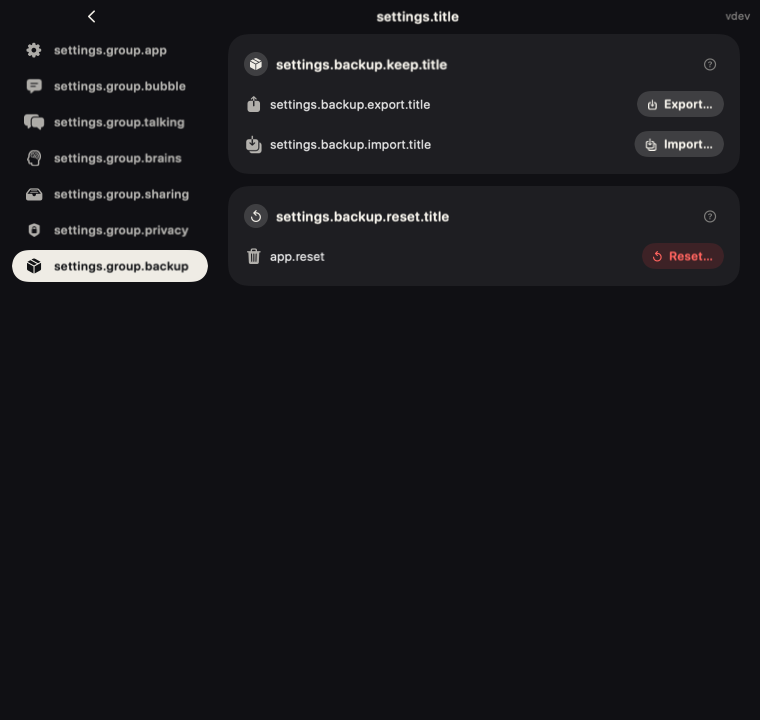 settings.title
vdev
settings.group.app
settings.group.bubble
settings.group.talking
settings.group.brains
settings.group.sharing
settings.group.privacy
settings.group.backup
settings.backup.keep.title
settings.backup.export.title
Export...
settings.backup.import.title
Import...
settings.backup.reset.title
app.reset
Reset...